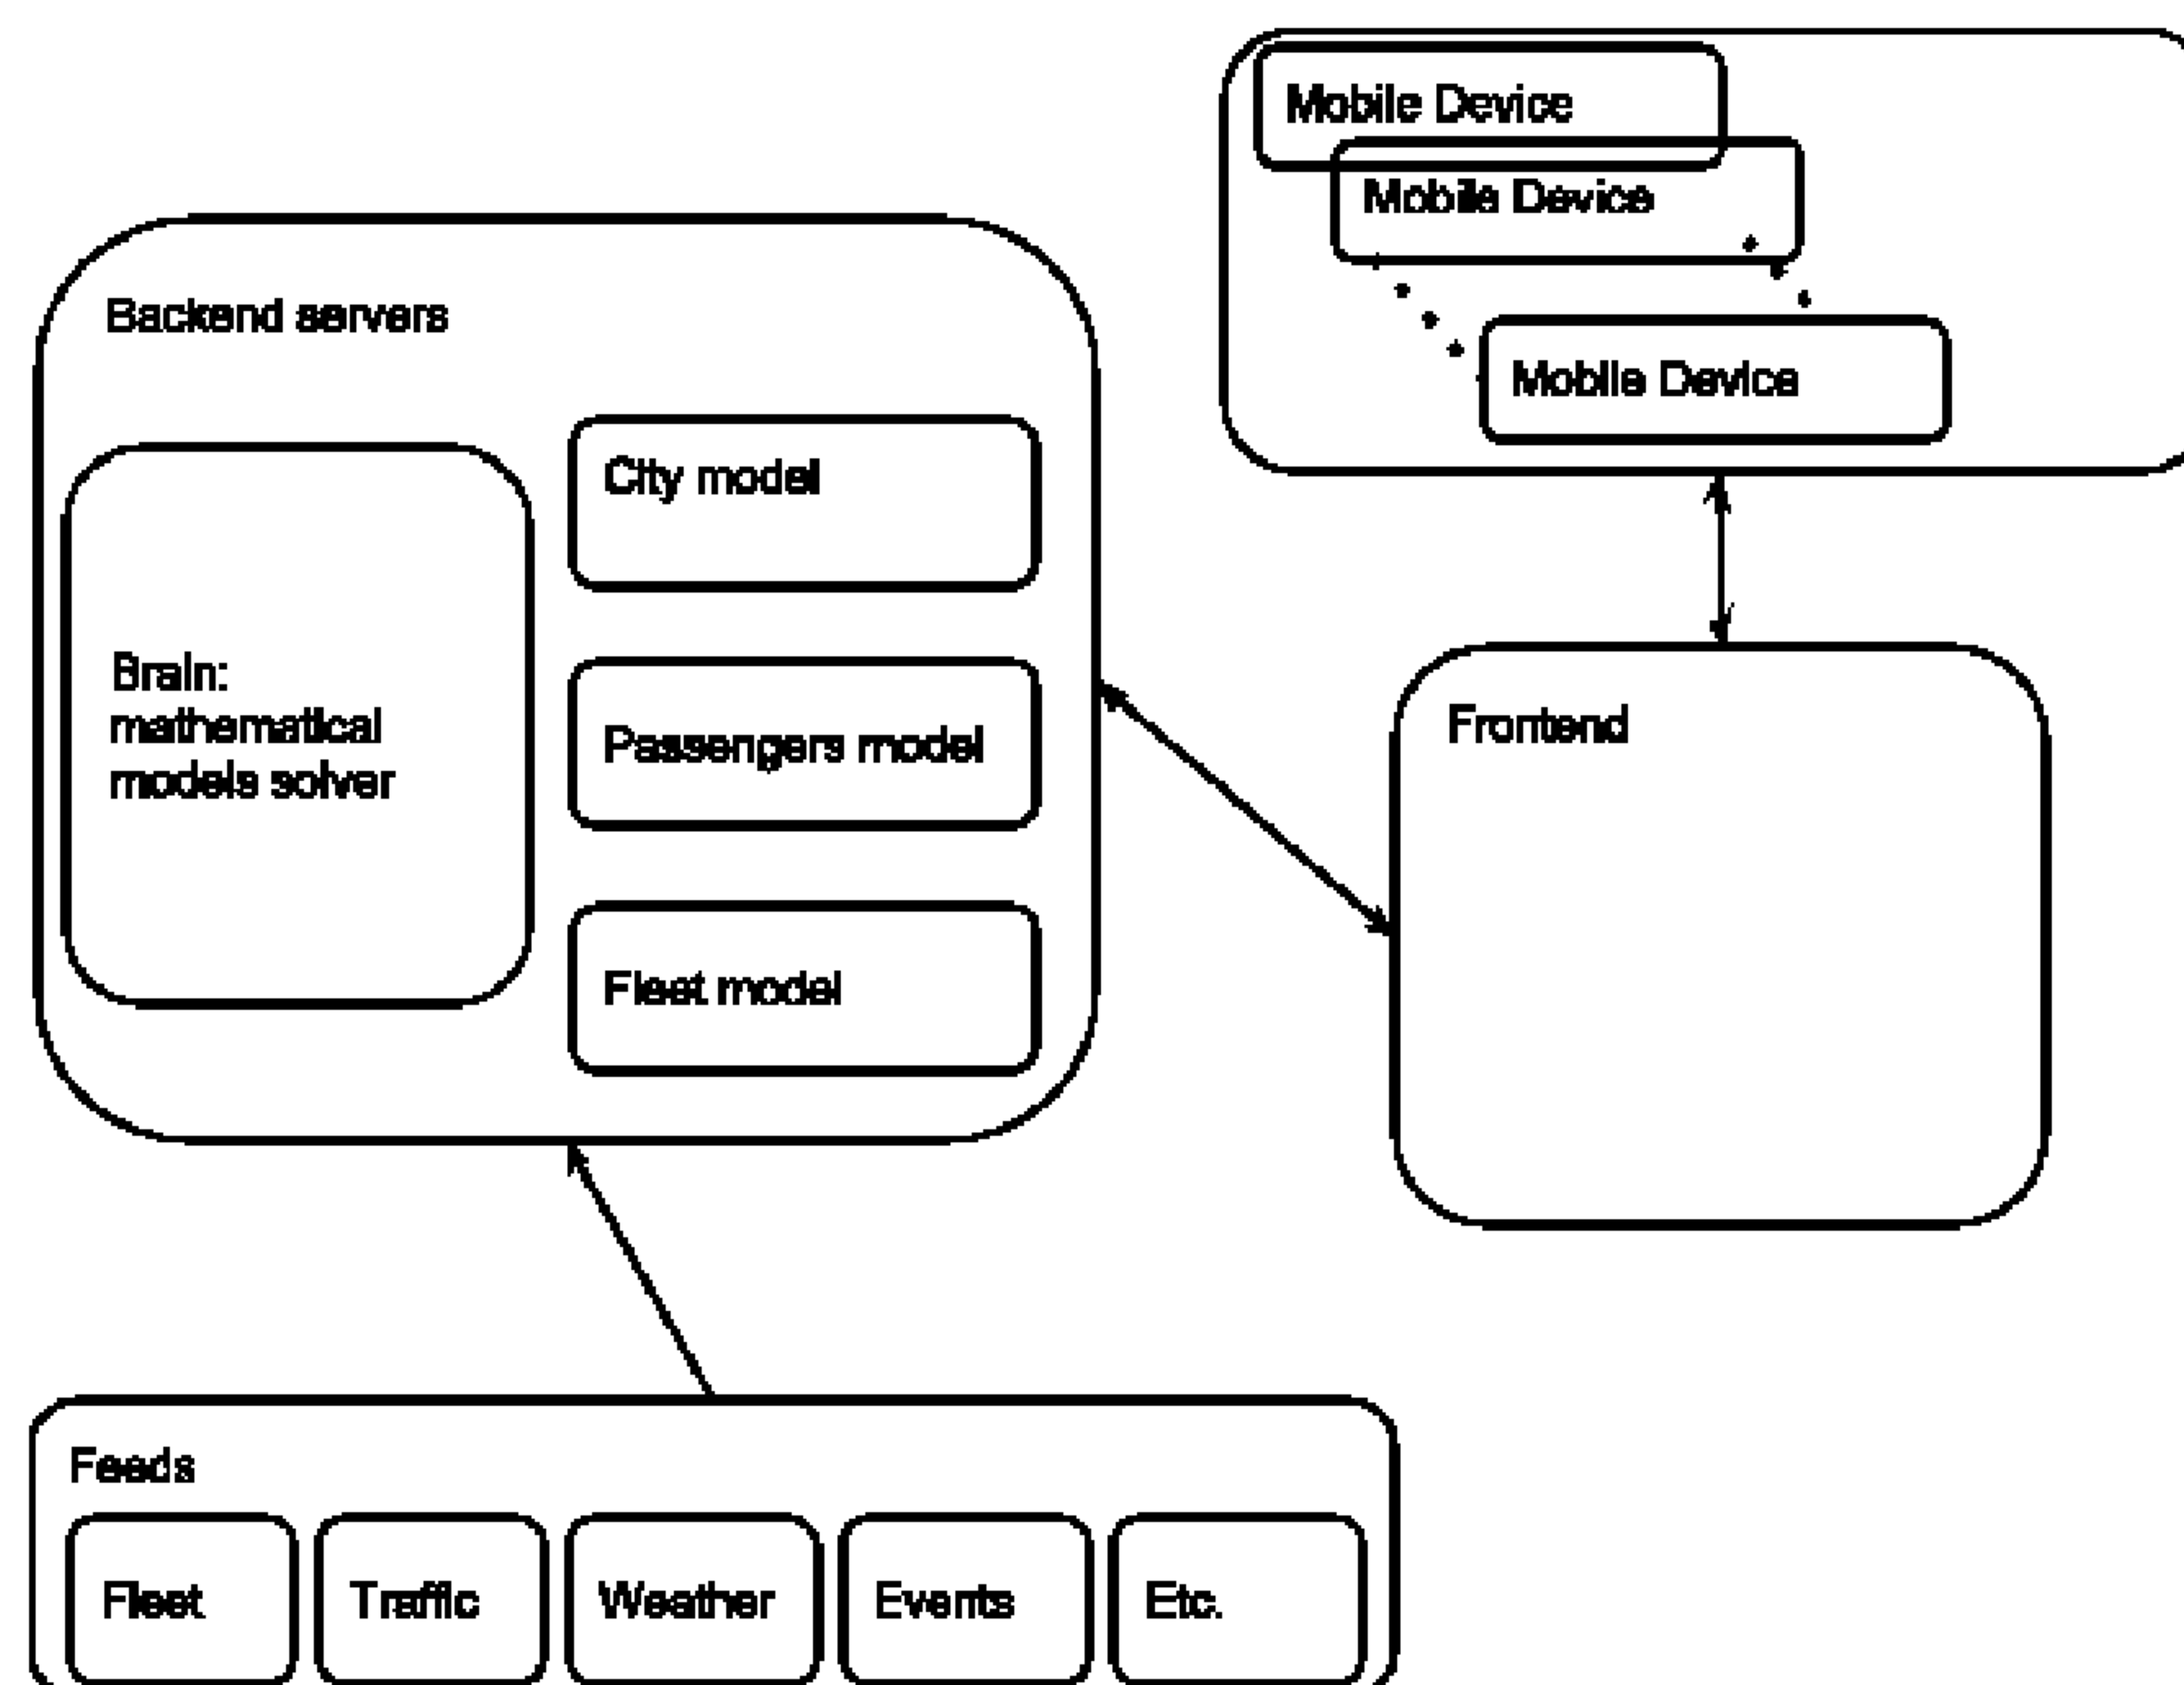 Mobile Device
Mobile Device
Mobile Device
Backend servers
City model
Brain:
mathematical
models solver
Passengers model
Fleet model
Frontend
Feeds
Fleet
Traffic
Weather
Events
Etc.